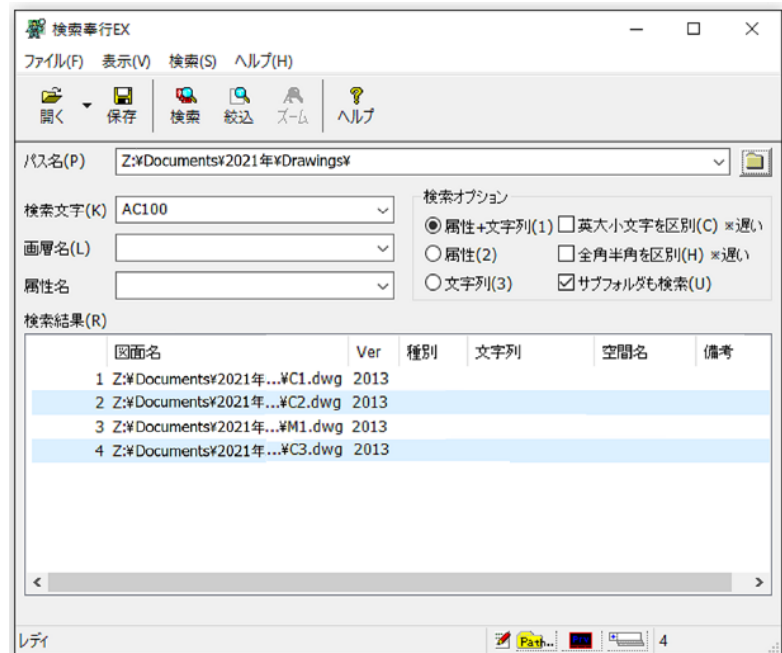 検索奉行EX
ファイル(F) 表示(V) 検索(S) ヘルプ(H)
開く 保存 検索 絞込 ズーム ヘルプ
パス名(P) Z:¥Documents¥2021年¥Drawings¥
検索文字(K) AC100
画層名(L)
属性名
検索オプション
属性+文字列(1) 英大小文字を区別(C) ※遅い
属性(2) 全角半角を区別(H) ※遅い
文字列(3) サブフォルダも検索(U)
検索結果(R)
図面名 Ver 種別 文字列 空間名 備考
1 Z:¥Documents¥2021年...¥C1.dwg 2013
2 Z:¥Documents¥2021年...¥C2.dwg 2013
3 Z:¥Documents¥2021年...¥M1.dwg 2013
4 Z:¥Documents¥2021年...¥C3.dwg 2013
レディ Path... 4